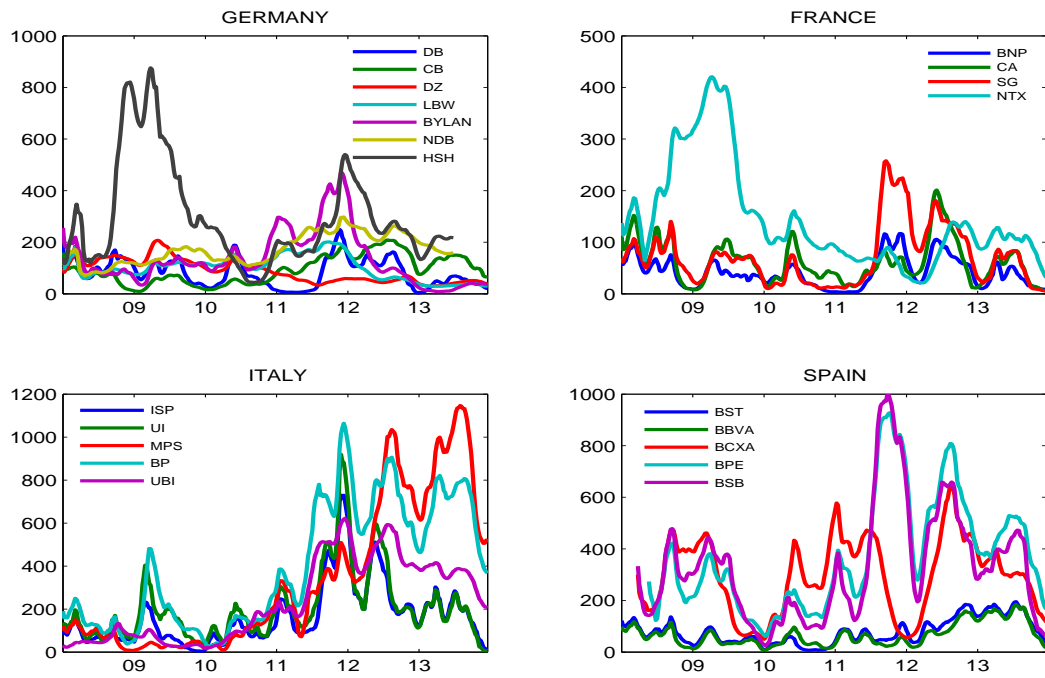 GERMANY
1000
800
600
400
200
0
09 10 11 12 13
DB
CB
DZ
LBW
BYLAN
NDB
HSH
FRANCE
500
400
300
200
100
0
09 10 11 12 13
BNP
CA
SG
NTX
ITALY
1200
1000
800
600
400
200
0
09 10 11 12 13
ISP
UI
MPS
BP
UBI
SPAIN
1000
800
600
400
200
0
09 10 11 12 13
BST
BBVA
BCXA
BPE
BSB